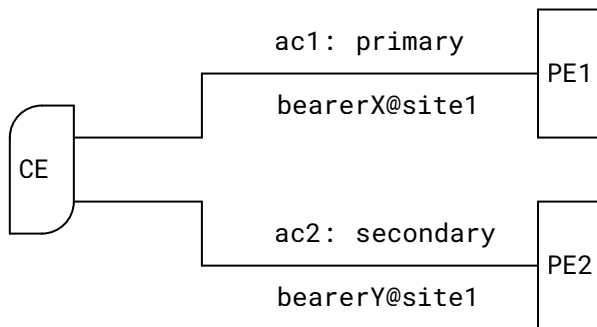 ac1: primary
PE1
bearerX@site1
CE
ac2: secondary
PE2
bearerY@site1